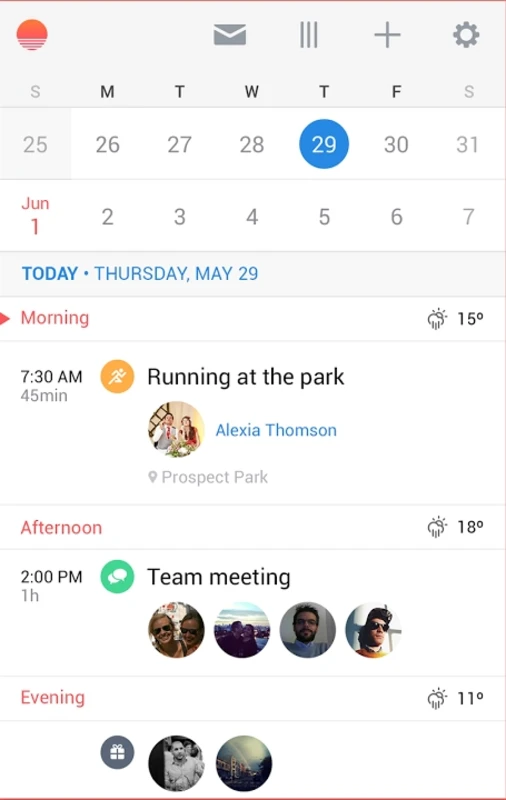 S M T W T F S
25 26 27 28 29 30 31
Jun
1 2 3 4 5 6 7
TODAY • THURSDAY, MAY 29
Morning 15º
7:30 AM Running at the park
45min
Alexia Thomson
Prospect Park
Afternoon 18º
2:00 PM Team meeting
1h
Evening 11º